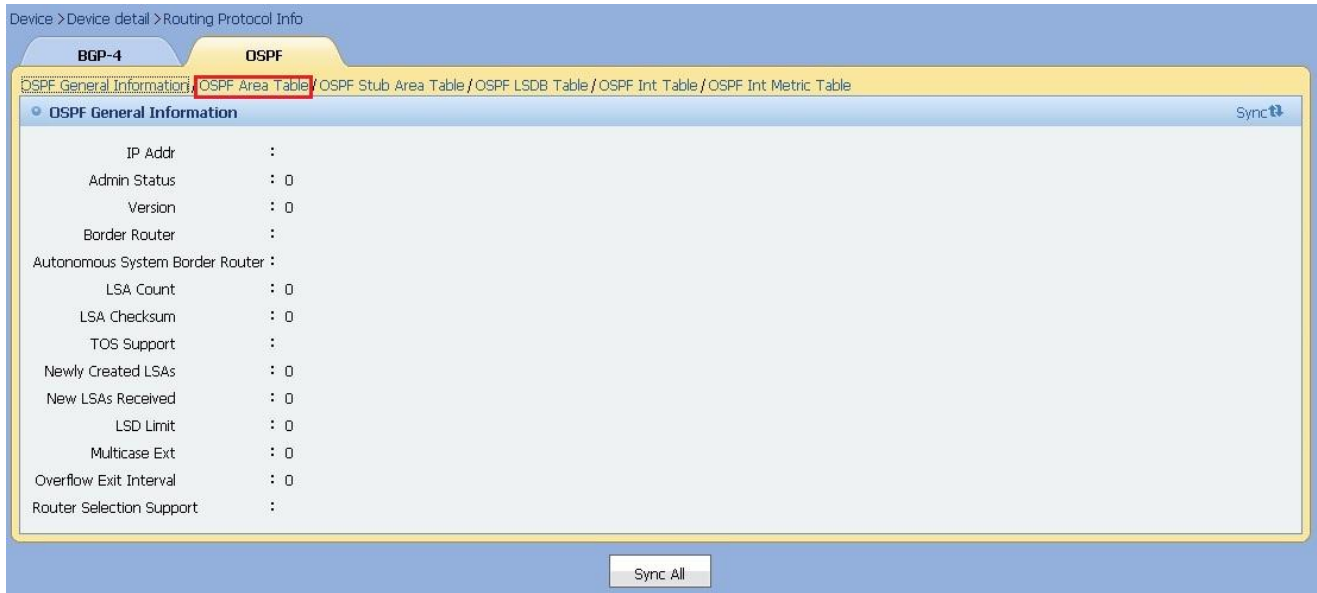 Device >Device detail >Routing Protocol Info
BGP-4 OSPF
OSPF General Information / OSPF Area Table / OSPF Stub Area Table / OSPF LSDB Table / OSPF Int Table / OSPF Int Metric Table
OSPF General Information Sync
IP Addr :
Admin Status : 0
Version : 0
Border Router :
Autonomous System Border Router :
LSA Count : 0
LSA Checksum : 0
TOS Support :
Newly Created LSAs : 0
New LSAs Received : 0
LSD Limit : 0
Multicase Ext : 0
Overflow Exit Interval : 0
Router Selection Support :
Sync All